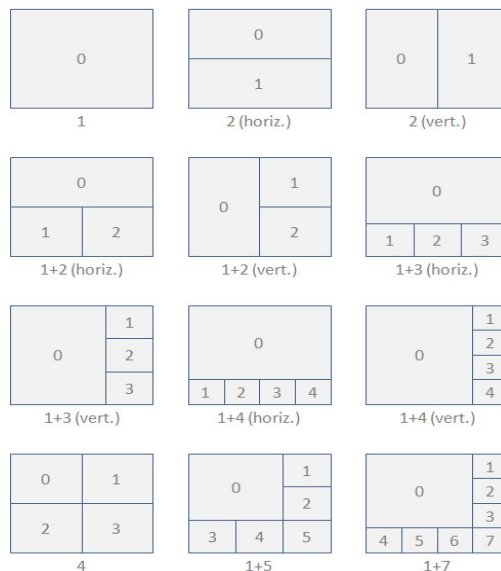 0
1
0
1
2 (horiz.)
0 1
2 (vert.)
0
1 2
1+2 (horiz.)
0
1
2
1+2 (vert.)
0
1 2 3
1+3 (horiz.)
0
1
2
3
1+3 (vert.)
0
1 2 3 4
1+4 (horiz.)
0
1
2
3
4
1+4 (vert.)
0 1
2 3
4
0
1
2
3 4 5
1+5
0
1
2
3
4 5 6 7
1+7